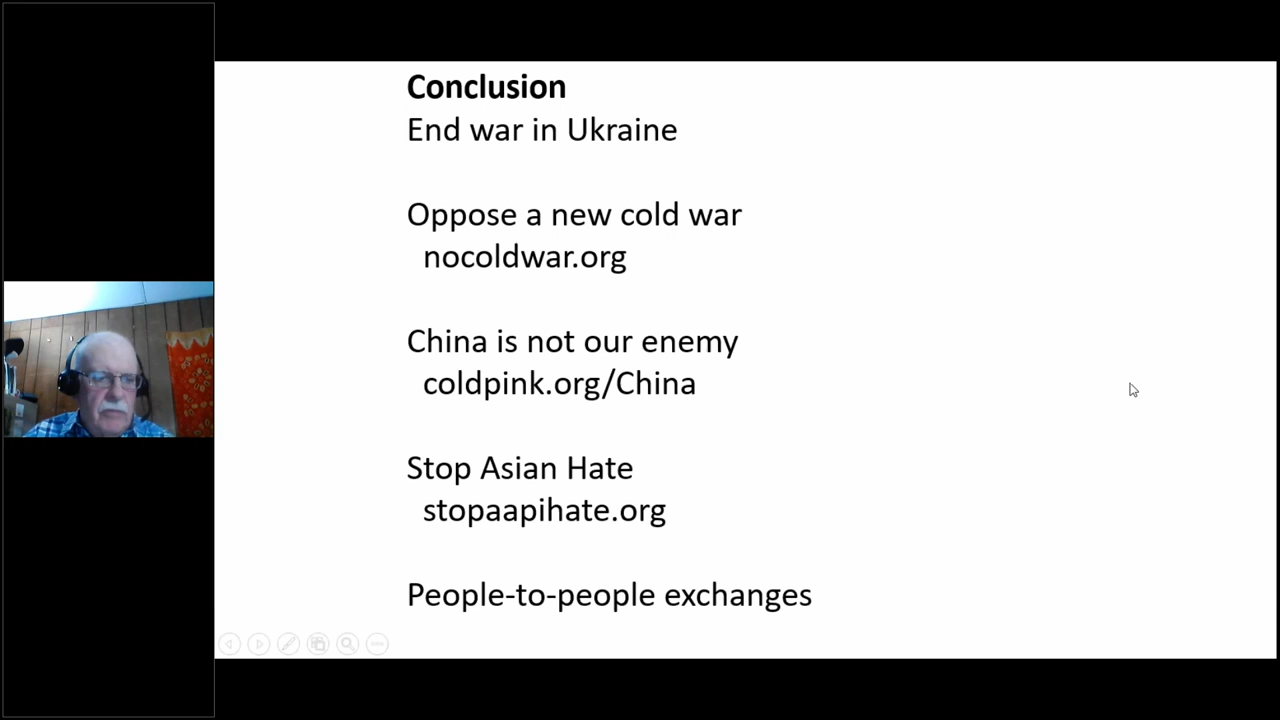 Conclusion
End war in Ukraine
Oppose a new cold war
nocoldwar.org
China is not our enemy
coldpink.org/China
Stop Asian Hate
stopaapihate.org
People-to-people exchanges